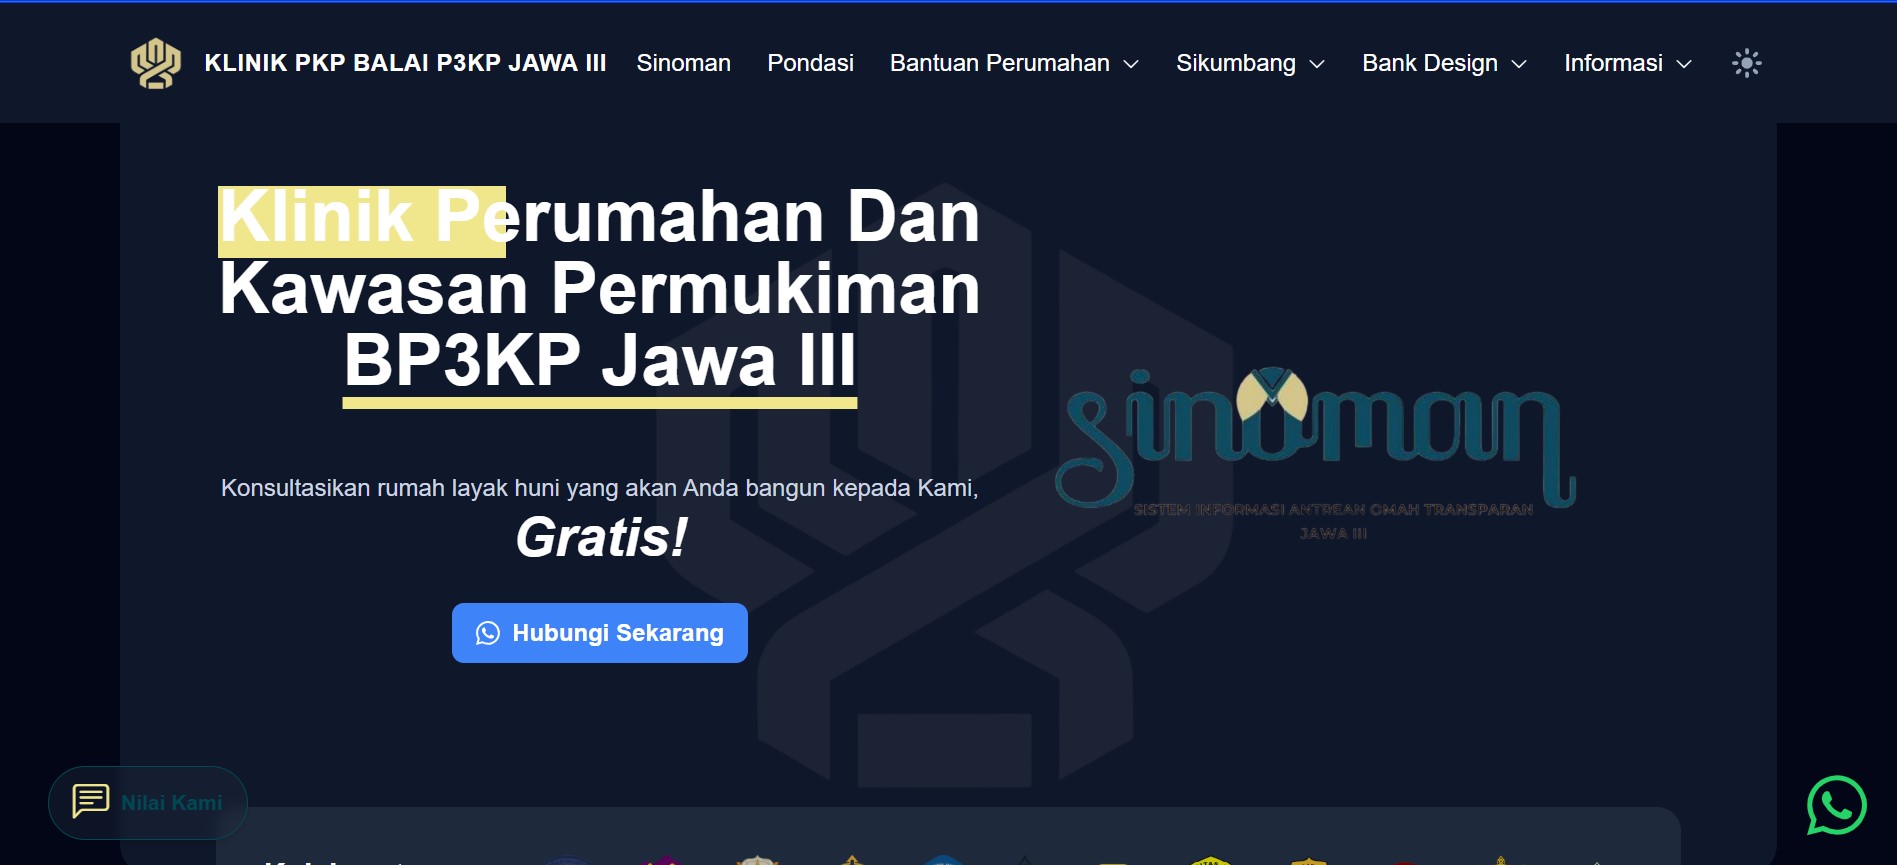 KLINIK PKP BALAI P3KP JAWA III
Sinoman
Pondasi
Bantuan Perumahan
Sikumbang
Bank Design
Informasi
Klinik Perumahan Dan
Kawasan Permukiman
BP3KP Jawa III
Konsultasikan rumah layak huni yang akan Anda bangun kepada Kami,
Gratis!
Hubungi Sekarang
sinoman
SISTEM INFORMASI ANTREAN OMAH TRANSPARAN
JAWA III
Nilai Kami